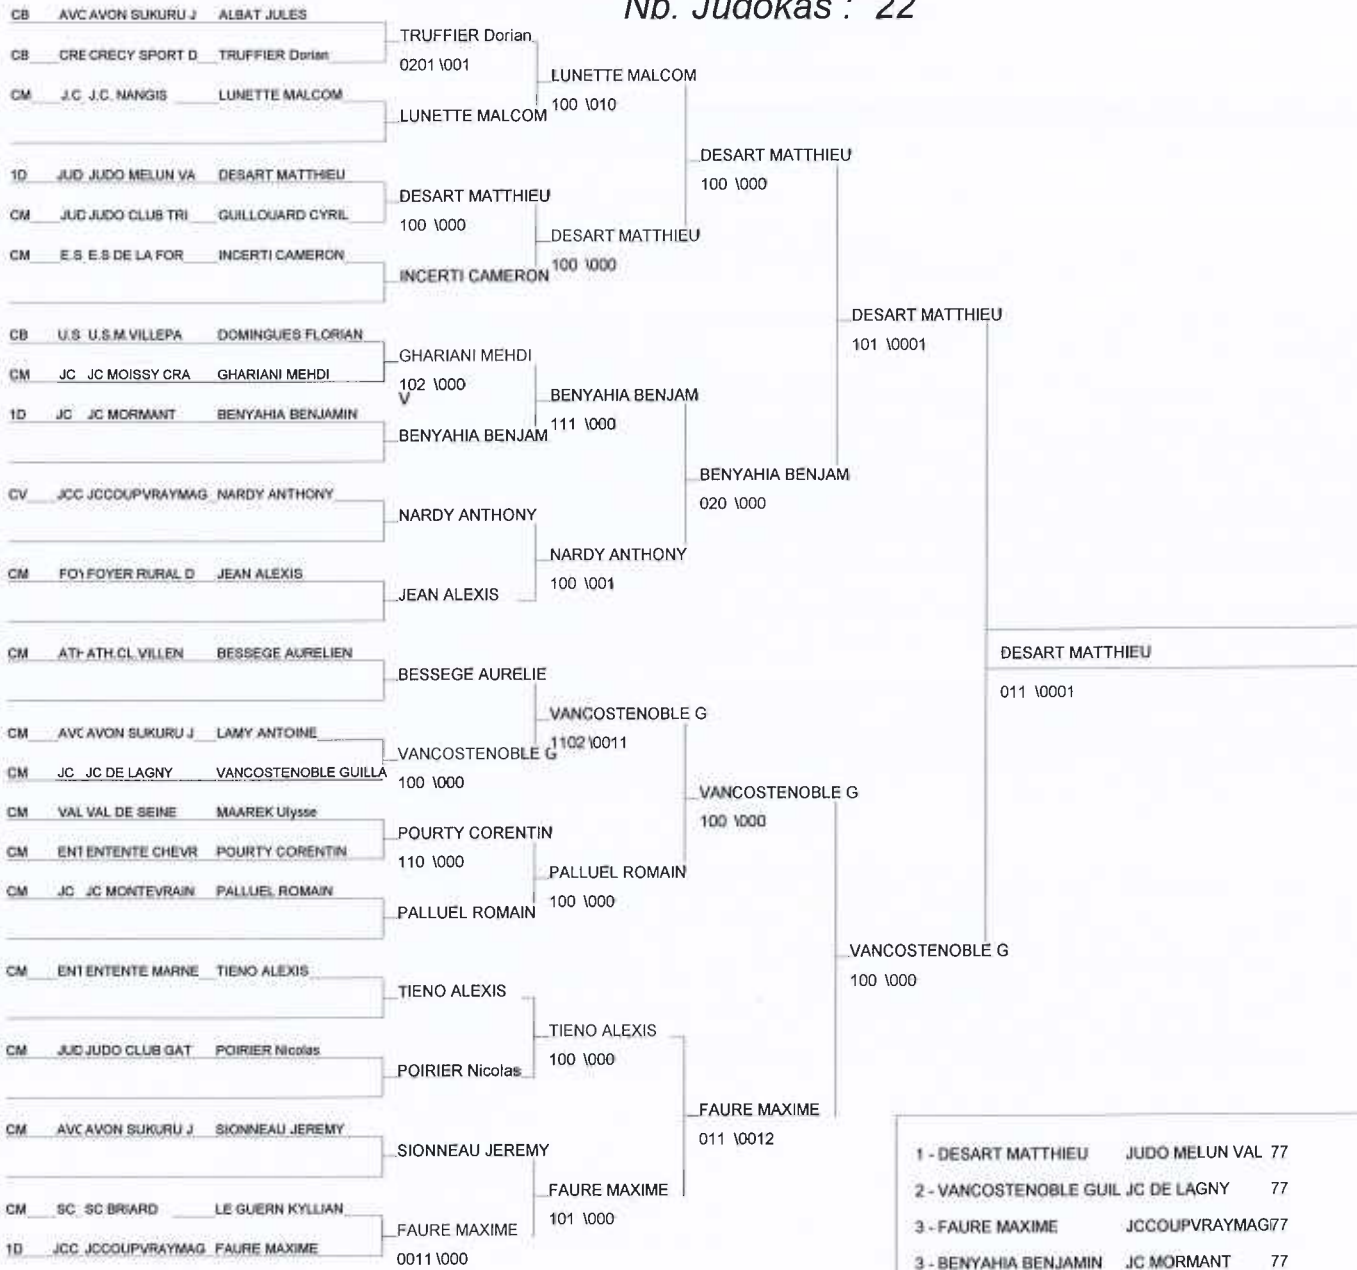 Nb. Judokas : 22
CB AVC AVON SUKURU J ALBAT JULES
CB CRE CRECY SPORT D TRUFFIER Dorian
CM J.C J.C. NANGIS LUNETTE MALCOM
1D JUD JUDO MELUN VA DESART MATTHIEU
CM JUD JUDO CLUB TRI GUILLOUARD CYRIL
CM E.S E.S DE LA FOR INCERTI CAMERON
CB U.S U.S.M.VILLEPA DOMINGUES FLORIAN
CM JC JC MOISSY CRA GHARIANI MEHDI
1D JC JC MORMANT BENYAHIA BENJAMIN
CV JCC JCCOUPVRAYMAG NARDY ANTHONY
CM FOY FOYER RURAL D JEAN ALEXIS
CM ATH ATH.CL.VILLEN BESSEGE AURELIEN
CM AVC AVON SUKURU J LAMY ANTOINE
CM JC JC DE LAGNY VANCOSTENOBLE GUILLA
CM VAL VAL DE SEINE MAAREK Ulysse
CM ENT ENTENTE CHEVR POURTY CORENTIN
CM JC JC MONTEVRAIN PALLUEL ROMAIN
CM ENT ENTENTE MARNE TIENO ALEXIS
CM JUD JUDO CLUB GAT POIRIER Nicolas
CM AVC AVON SUKURU J SIONNEAU JEREMY
CM SC SC BRIARD LE GUERN KYLLIAN
1D JCC JCCOUPVRAYMAG FAURE MAXIME
TRUFFIER Dorian
0201 \001
LUNETTE MALCOM
DESART MATTHIEU
100 \000
INCERTI CAMERON
GHARIANI MEHDI
102 \000
V
BENYAHIA BENJAM
NARDY ANTHONY
JEAN ALEXIS
BESSEGE AURELIE
VANCOSTENOBLE G
100 \000
POURTY CORENTIN
110 \000
PALLUEL ROMAIN
TIENO ALEXIS
POIRIER Nicolas
SIONNEAU JEREMY
FAURE MAXIME
0011 \000
LUNETTE MALCOM
100 \010
DESART MATTHIEU
100 \000
BENYAHIA BENJAM
111 \000
NARDY ANTHONY
100 \001
VANCOSTENOBLE G
1102 \0011
PALLUEL ROMAIN
100 \000
TIENO ALEXIS
100 \000
FAURE MAXIME
101 \000
DESART MATTHIEU
100 \000
BENYAHIA BENJAM
020 \000
VANCOSTENOBLE G
100 \000
FAURE MAXIME
011 \0012
DESART MATTHIEU
101 \0001
VANCOSTENOBLE G
100 \000
DESART MATTHIEU
011 \0001
1 - DESART MATTHIEU JUDO MELUN VAL 77
2 - VANCOSTENOBLE GUIL JC DE LAGNY 77
3 - FAURE MAXIME JCCOUPVRAYMAG 77
3 - BENYAHIA BENJAMIN JC MORMANT 77